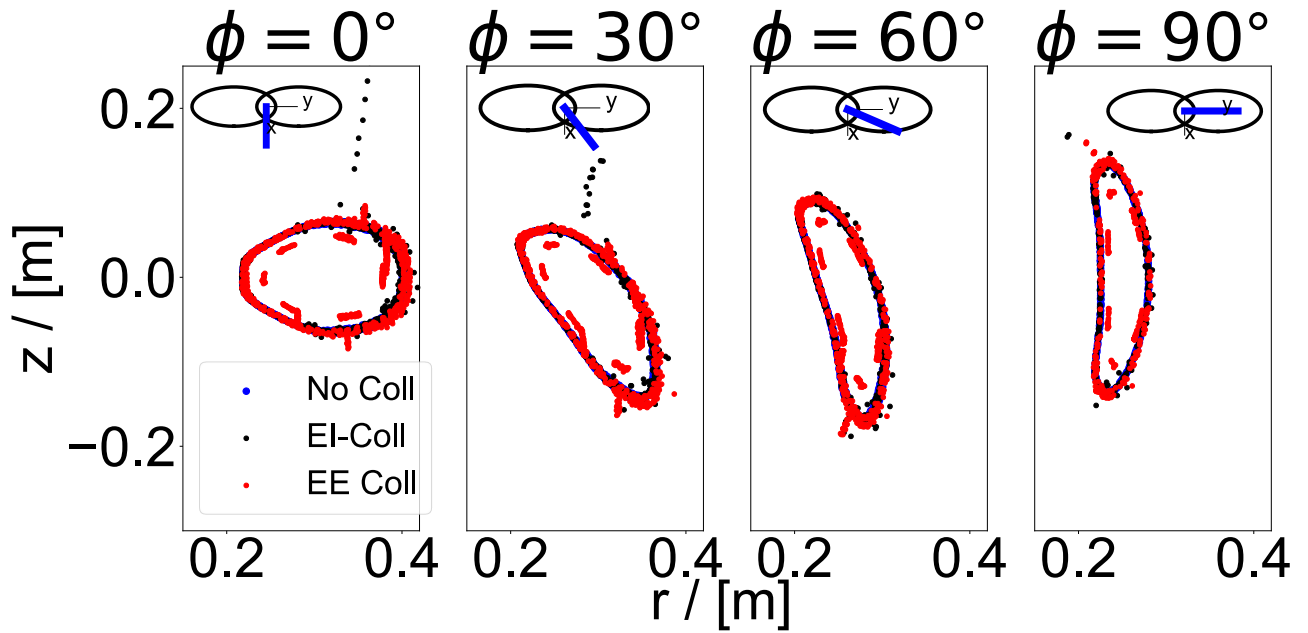 ϕ = 0° ϕ = 30° ϕ = 60° ϕ = 90°
y y y y
x x x x
z / [m]
0.2
0.0
−0.2
No Coll
EI-Coll
EE Coll
0.2 0.4 0.2 0.4 0.2 0.4 0.2 0.4
r / [m]